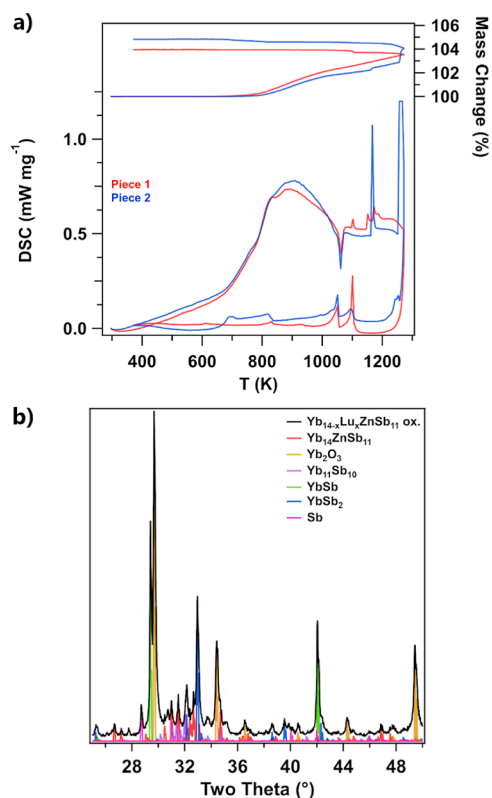 a)
106
104
102
100
Mass Change (%)
1.0
0.5
0.0
DSC (mW mg⁻¹)
Piece 1
Piece 2
400 600 800 1000 1200
T (K)
b)
Yb₁₄₋ₓLuₓZnSb₁₁ ox.
Yb₁₄ZnSb₁₁
Yb₂O₃
Yb₁₁Sb₁₀
YbSb
YbSb₂
Sb
28 32 36 40 44 48
Two Theta (°)